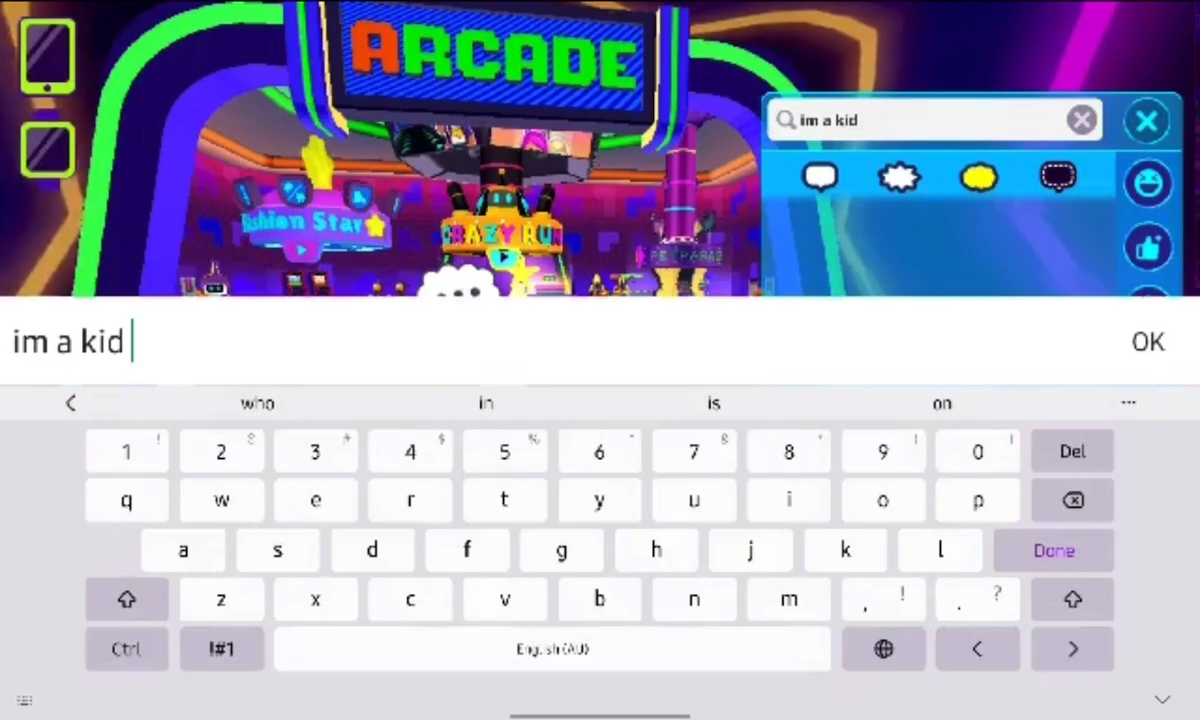 ARCADE
im a kid
Fashion Star
CRAZY RUN
im a kid
OK
who in is on ...
1 ! 2 @ 3 # 4 $ 5 % 6 ^ 7 & 8 * 9 ( 0 ) Del
q w e r t y u i o p
a s d f g h j k l Done
z x c v b n m , ! . ?
Ctrl !#1 English (AU) < >